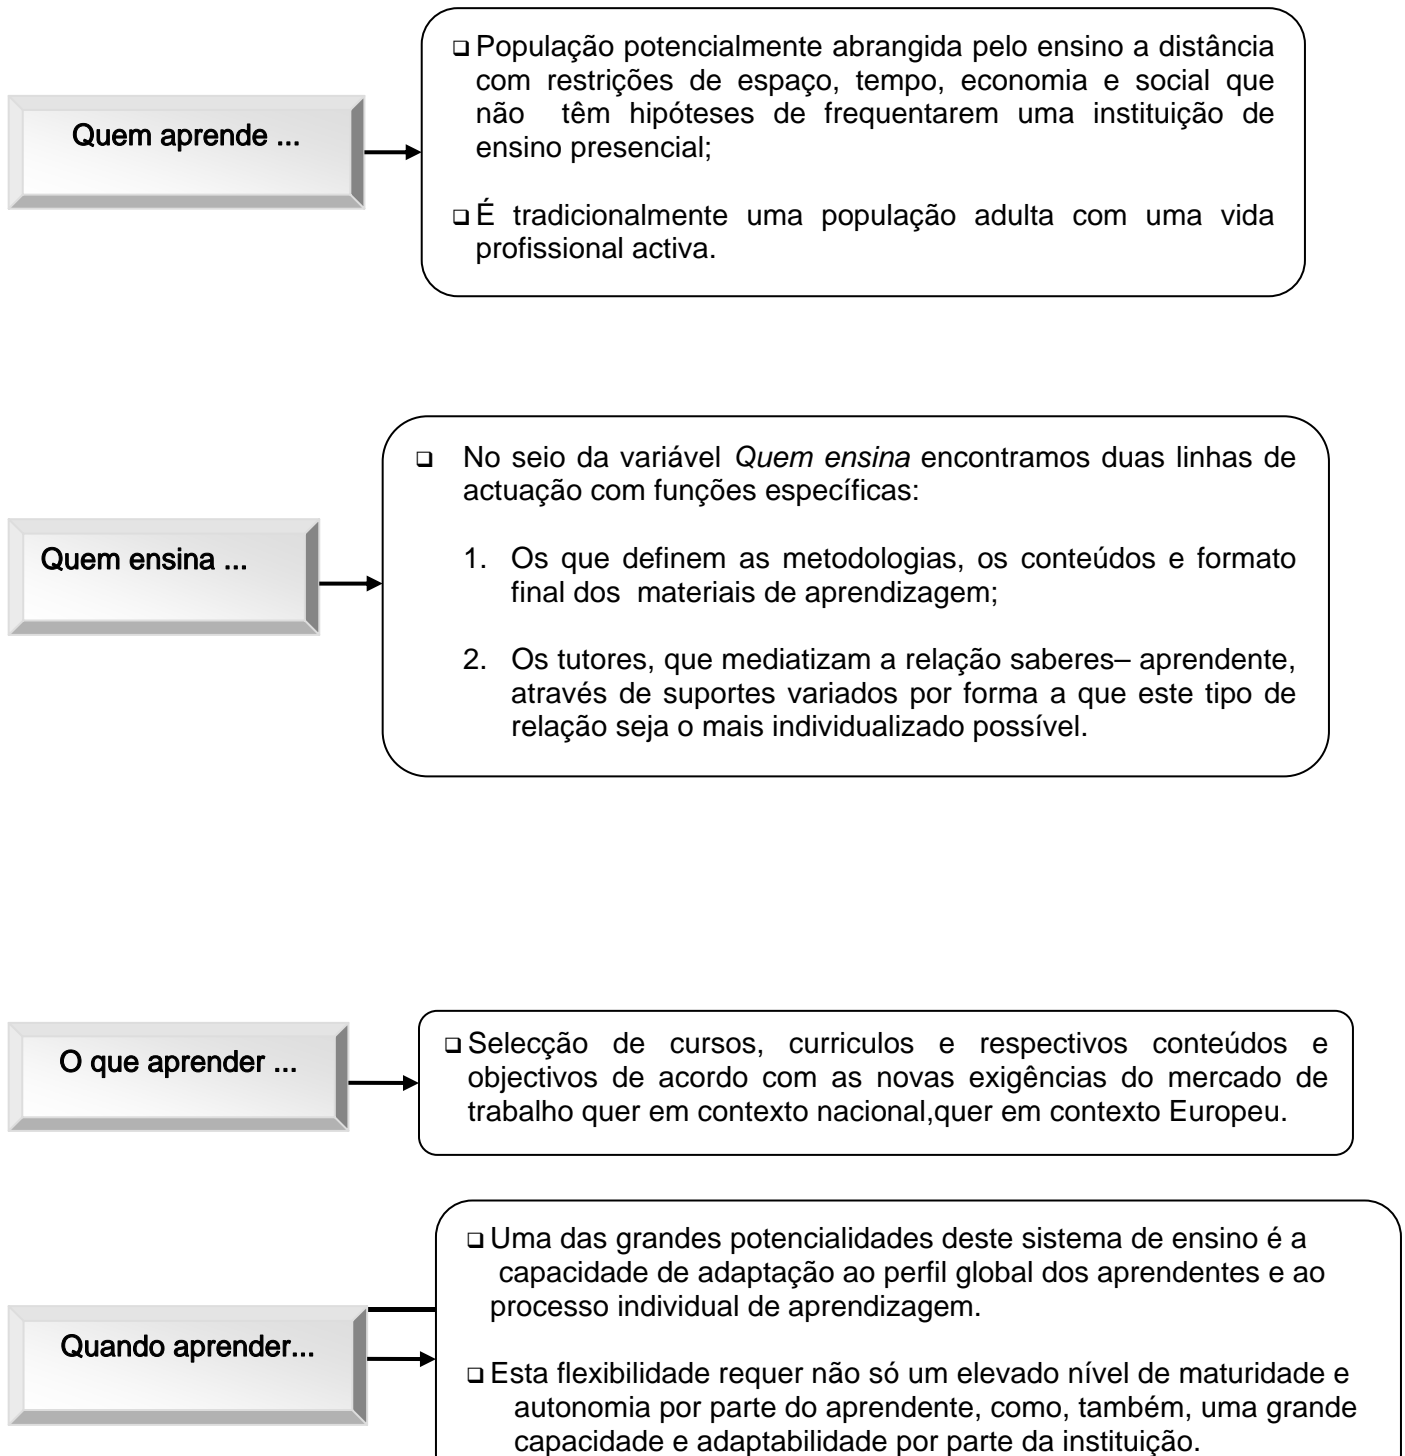 Quem aprende ...
❑ População potencialmente abrangida pelo ensino a distância
com restrições de espaço, tempo, economia e social que
não têm hipóteses de frequentarem uma instituição de
ensino presencial;
❑ É tradicionalmente uma população adulta com uma vida
profissional activa.
Quem ensina ...
❑ No seio da variável Quem ensina encontramos duas linhas de
actuação com funções específicas:
1. Os que definem as metodologias, os conteúdos e formato
final dos materiais de aprendizagem;
2. Os tutores, que mediatizam a relação saberes– aprendente,
através de suportes variados por forma a que este tipo de
relação seja o mais individualizado possível.
O que aprender ...
❑ Selecção de cursos, curriculos e respectivos conteúdos e
objectivos de acordo com as novas exigências do mercado de
trabalho quer em contexto nacional,quer em contexto Europeu.
Quando aprender...
❑ Uma das grandes potencialidades deste sistema de ensino é a
capacidade de adaptação ao perfil global dos aprendentes e ao
processo individual de aprendizagem.
❑ Esta flexibilidade requer não só um elevado nível de maturidade e
autonomia por parte do aprendente, como, também, uma grande
capacidade e adaptabilidade por parte da instituição.